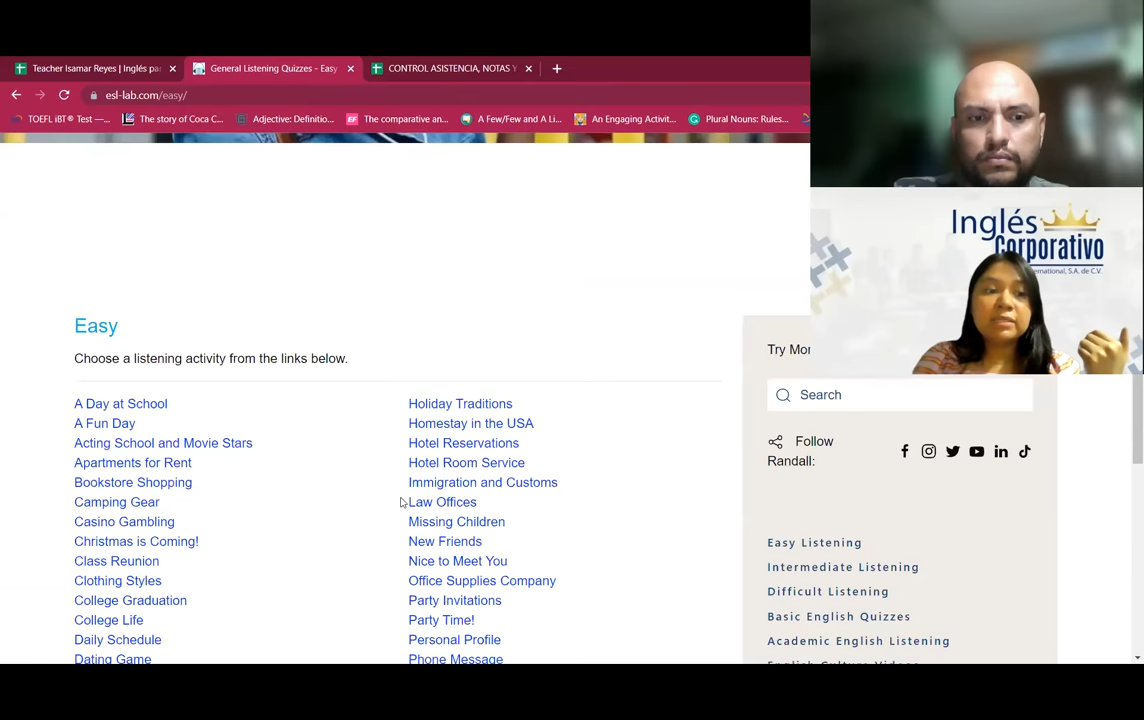 Teacher Isamar Reyes | Inglés pa
General Listening Quizzes - Easy
CONTROL ASISTENCIA, NOTAS Y
esl-lab.com/easy/
TOEFL iBT® Test —...
The story of Coca C...
Adjective: Definitio...
The comparative an...
A Few/Few and A Li...
An Engaging Activit...
Plural Nouns: Rules...
Inglés
Corporativo
International, S.A. de C.V.
Easy
Choose a listening activity from the links below.
A Day at School
A Fun Day
Acting School and Movie Stars
Apartments for Rent
Bookstore Shopping
Camping Gear
Casino Gambling
Christmas is Coming!
Class Reunion
Clothing Styles
College Graduation
College Life
Daily Schedule
Dating Game
Holiday Traditions
Homestay in the USA
Hotel Reservations
Hotel Room Service
Immigration and Customs
Law Offices
Missing Children
New Friends
Nice to Meet You
Office Supplies Company
Party Invitations
Party Time!
Personal Profile
Phone Message
Try Mor
Search
Follow
Randall:
Easy Listening
Intermediate Listening
Difficult Listening
Basic English Quizzes
Academic English Listening
English Culture Videos